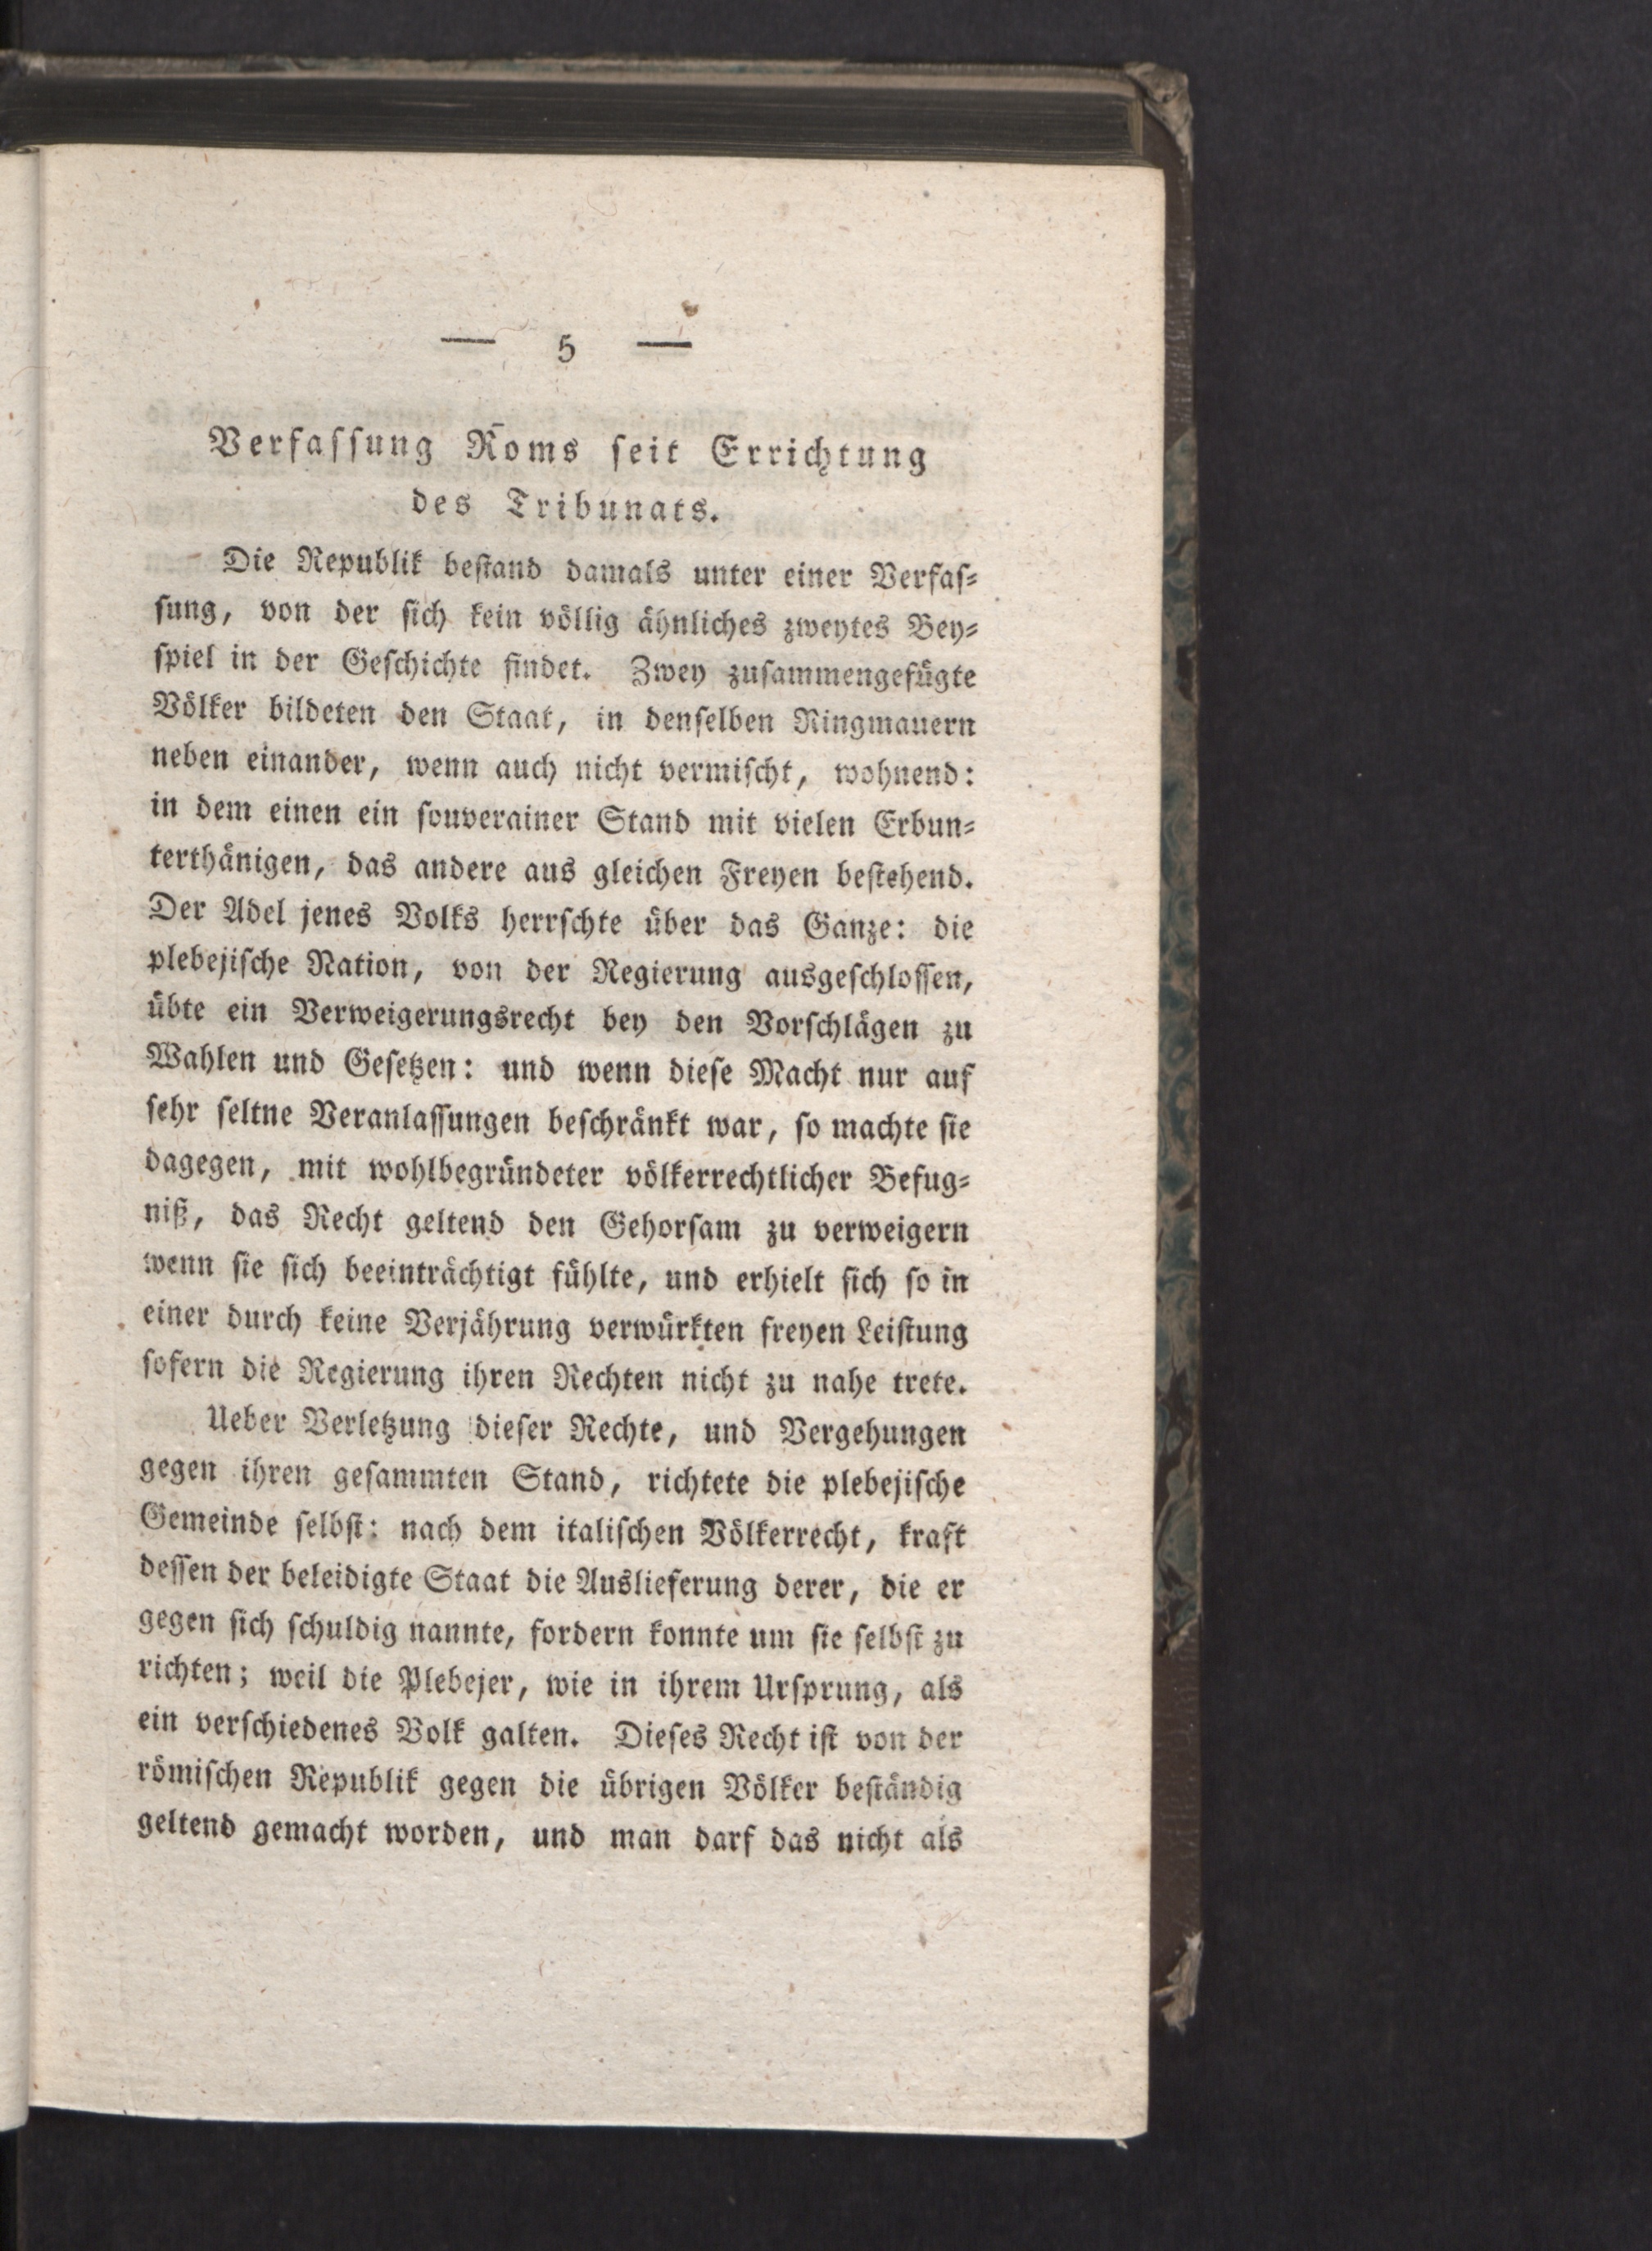 — 5 —
Verfassung Roms seit Errichtung
des Tribunats.
Die Republik bestand damals unter einer Verfas-
sung, von der sich kein völlig ähnliches zweytes Bey-
spiel in der Geschichte findet. Zwey zusammengefügte
Völker bildeten den Staat, in denselben Ringmauern
neben einander, wenn auch nicht vermischt, wohnend:
in dem einen ein souverainer Stand mit vielen Erbun-
terthänigen, das andere aus gleichen Freyen bestehend.
Der Adel jenes Volks herrschte über das Ganze: die
plebejische Nation, von der Regierung ausgeschlossen,
übte ein Verweigerungsrecht bey den Vorschlägen zu
Wahlen und Gesetzen: und wenn diese Macht nur auf
sehr seltne Veranlassungen beschränkt war, so machte sie
dagegen, mit wohlbegründeter völkerrechtlicher Befug-
niß, das Recht geltend den Gehorsam zu verweigern
wenn sie sich beeinträchtigt fühlte, und erhielt sich so in
einer durch keine Verjährung verwürkten freyen Leistung
sofern die Regierung ihren Rechten nicht zu nahe trete.
Ueber Verletzung dieser Rechte, und Vergehungen
gegen ihren gesammten Stand, richtete die plebejische
Gemeinde selbst: nach dem italischen Völkerrecht, kraft
dessen der beleidigte Staat die Auslieferung derer, die er
gegen sich schuldig nannte, fordern konnte um sie selbst zu
richten; weil die Plebejer, wie in ihrem Ursprung, als
ein verschiedenes Volk galten. Dieses Recht ist von der
römischen Republik gegen die übrigen Völker beständig
geltend gemacht worden, und man darf das nicht als